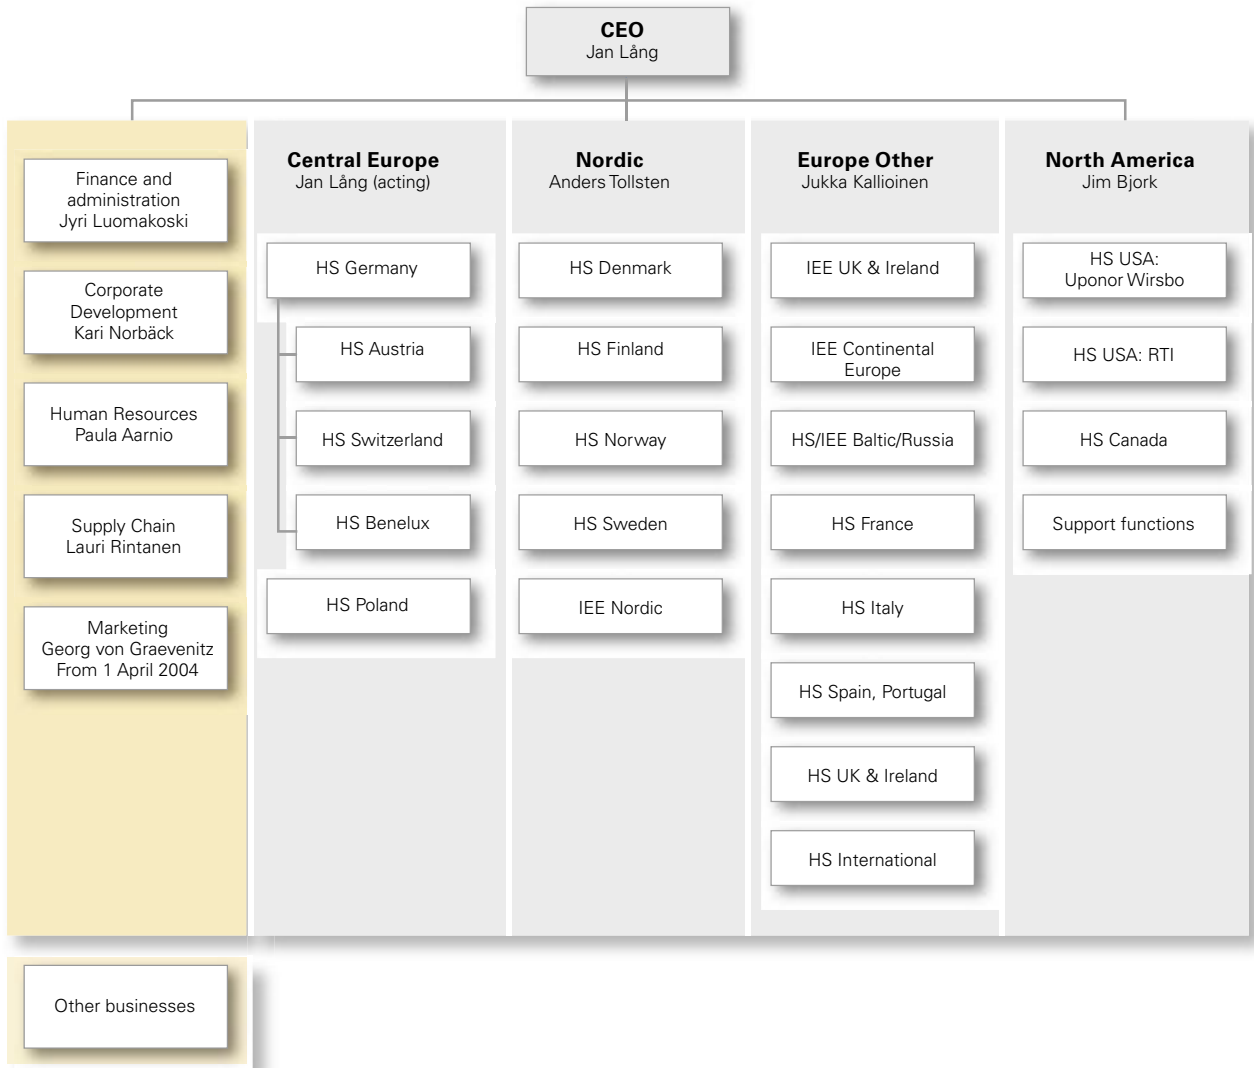 CEO
Jan Lång
Finance and
administration
Jyri Luomakoski
Corporate
Development
Kari Norbäck
Human Resources
Paula Aarnio
Supply Chain
Lauri Rintanen
Marketing
Georg von Graevenitz
From 1 April 2004
Central Europe
Jan Lång (acting)
HS Germany
HS Austria
HS Switzerland
HS Benelux
HS Poland
Nordic
Anders Tollsten
HS Denmark
HS Finland
HS Norway
HS Sweden
IEE Nordic
Europe Other
Jukka Kallioinen
IEE UK & Ireland
IEE Continental
Europe
HS/IEE Baltic/Russia
HS France
HS Italy
HS Spain, Portugal
HS UK & Ireland
HS International
North America
Jim Bjork
HS USA:
Uponor Wirsbo
HS USA: RTI
HS Canada
Support functions
Other businesses